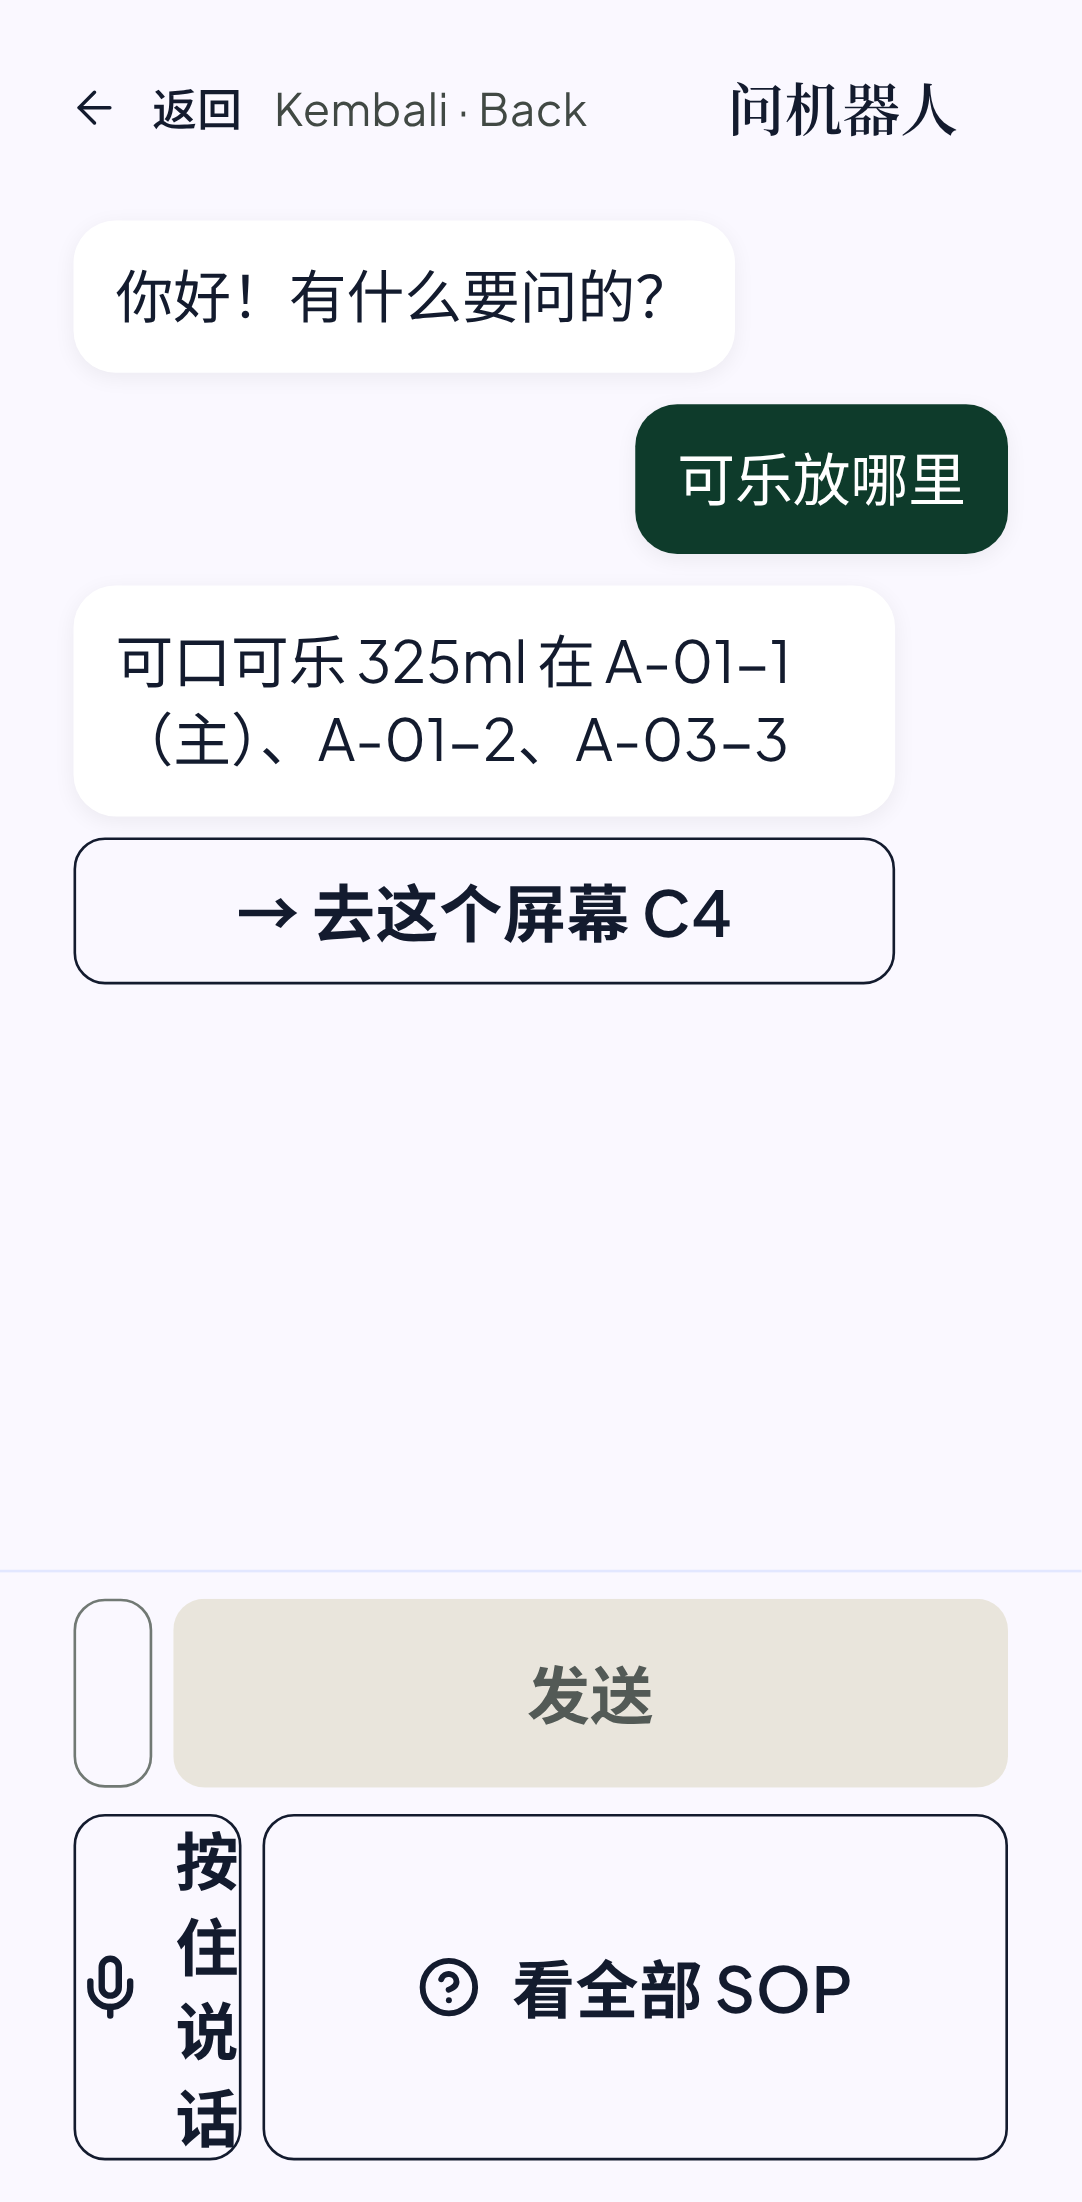 返回 Kembali · Back 问机器人
你好！有什么要问的？
可乐放哪里
可口可乐 325ml 在 A-01-1
（主）、A-01-2、A-03-3
→ 去这个屏幕 C4
发送
按
住
说
话
看全部 SOP